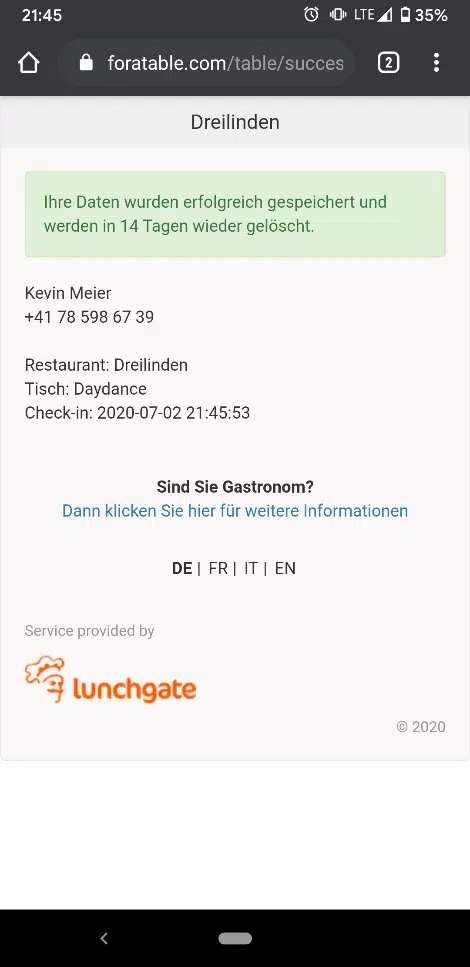 21:45 LTE 35%
foratable.com/table/succes
2
Dreilinden
Ihre Daten wurden erfolgreich gespeichert und
werden in 14 Tagen wieder gelöscht.
Kevin Meier
+41 78 598 67 39
Restaurant: Dreilinden
Tisch: Daydance
Check-in: 2020-07-02 21:45:53
Sind Sie Gastronom?
Dann klicken Sie hier für weitere Informationen
DE | FR | IT | EN
Service provided by
lunchgate
© 2020